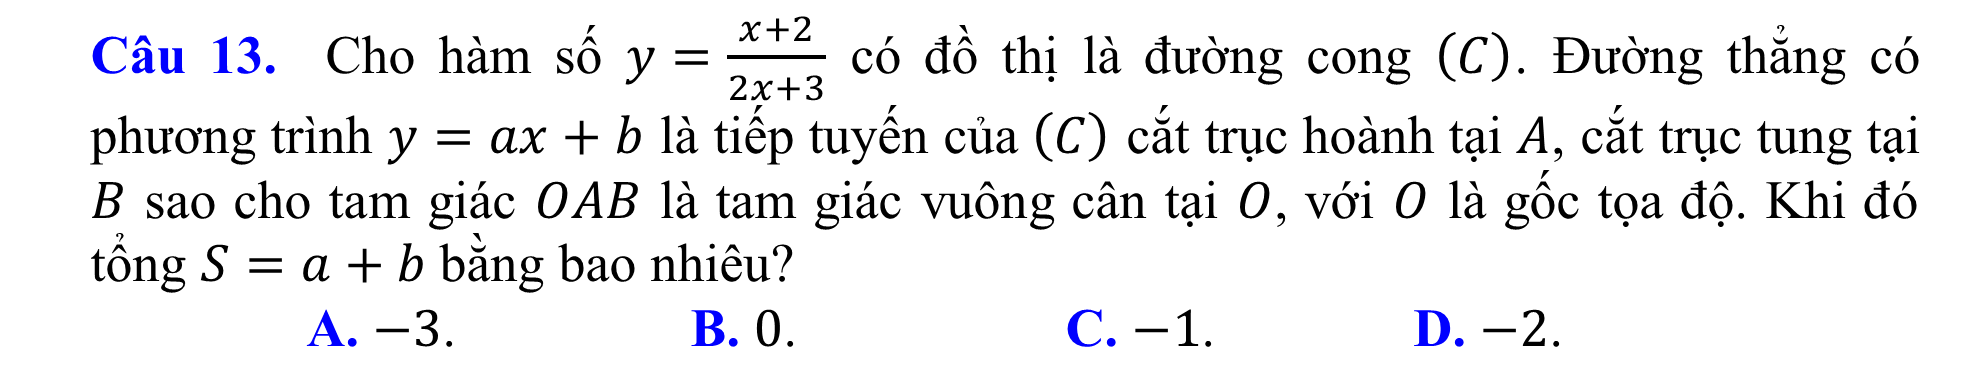 Câu 13. Cho hàm số $y = \frac{x+2}{2x+3}$ có đồ thị là đường cong $(C)$. Đường thẳng có
phương trình $y = ax + b$ là tiếp tuyến của $(C)$ cắt trục hoành tại $A$, cắt trục tung tại
$B$ sao cho tam giác $OAB$ là tam giác vuông cân tại $O$, với $O$ là gốc tọa độ. Khi đó
tổng $S = a + b$ bằng bao nhiêu?
A. $-3$. B. $0$. C. $-1$. D. $-2$.